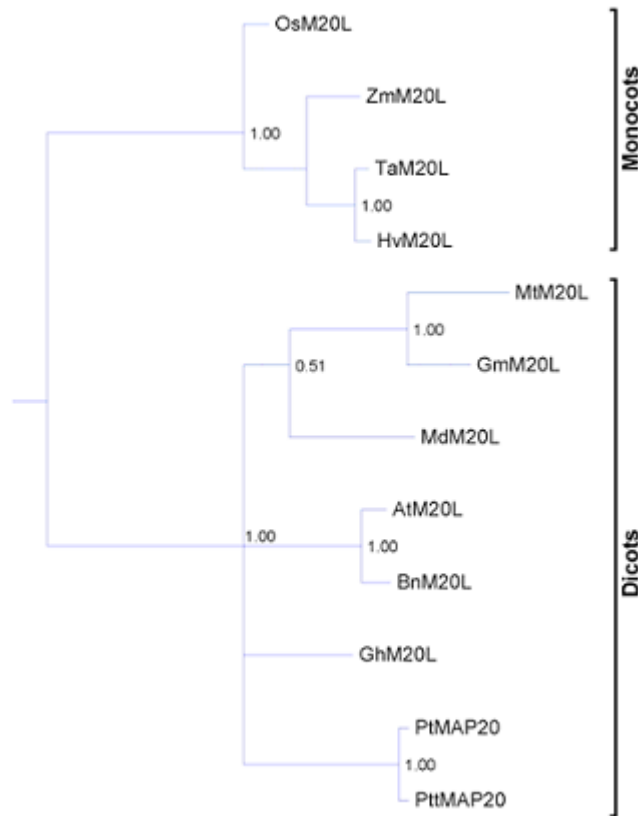 OsM20L
ZmM20L
1.00
TaM20L
1.00
HvM20L
Monocots
MtM20L
1.00
GmM20L
0.51
MdM20L
AtM20L
1.00
1.00
BnM20L
GhM20L
PtMAP20
1.00
PttMAP20
Dicots